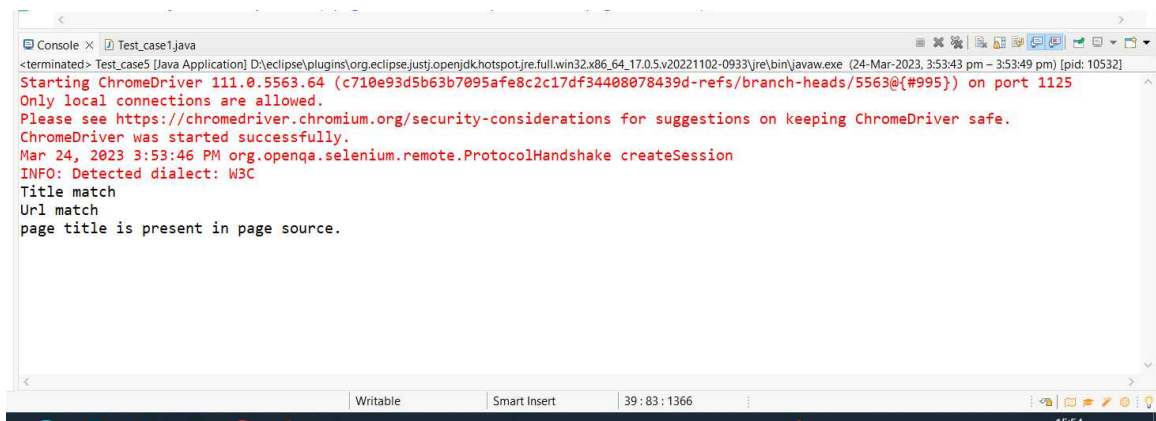 Console × Test_case1.java
<terminated> Test_case5 [Java Application] D:\eclipse\plugins\org.eclipse.justj.openjdk.hotspot.jre.full.win32.x86_64_17.0.5.v20221102-0933\jre\bin\javaw.exe (24-Mar-2023, 3:53:43 pm – 3:53:49 pm) [pid: 10532]
Starting ChromeDriver 111.0.5563.64 (c710e93d5b63b7095afe8c2c17df34408078439d-refs/branch-heads/5563@{#995}) on port 1125
Only local connections are allowed.
Please see https://chromedriver.chromium.org/security-considerations for suggestions on keeping ChromeDriver safe.
ChromeDriver was started successfully.
Mar 24, 2023 3:53:46 PM org.openqa.selenium.remote.ProtocolHandshake createSession
INFO: Detected dialect: W3C
Title match
Url match
page title is present in page source.
Writable Smart Insert 39 : 83 : 1366